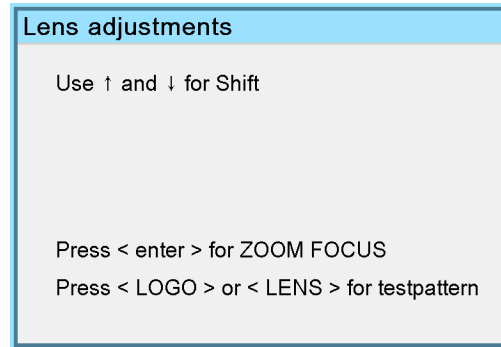 Lens adjustments
Use ↑ and ↓ for Shift
Press < enter > for ZOOM FOCUS
Press < LOGO > or < LENS > for testpattern